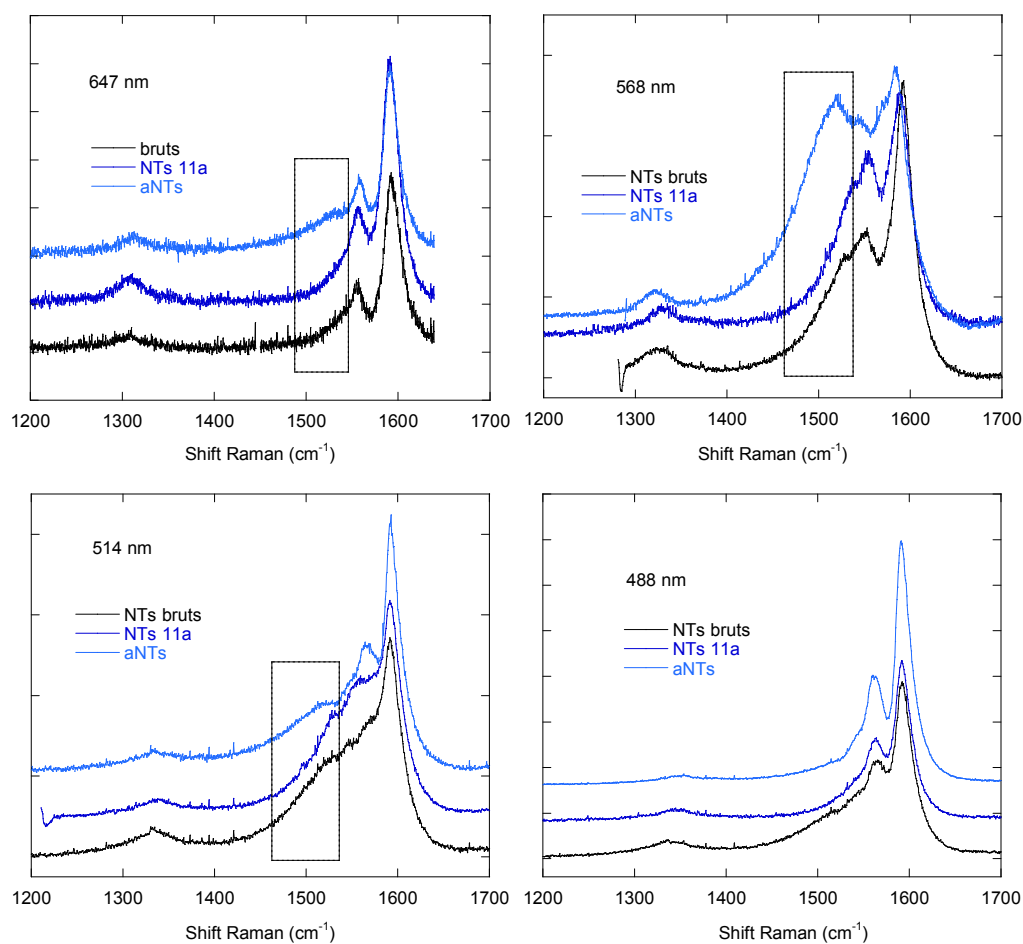 647 nm
bruts
NTs 11a
aNTs
1200 1300 1400 1500 1600 1700
Shift Raman (cm⁻¹)
568 nm
NTs bruts
NTs 11a
aNTs
1200 1300 1400 1500 1600 1700
Shift Raman (cm⁻¹)
514 nm
NTs bruts
NTs 11a
aNTs
1200 1300 1400 1500 1600 1700
Shift Raman (cm⁻¹)
488 nm
NTs bruts
NTs 11a
aNTs
1200 1300 1400 1500 1600 1700
Shift Raman (cm⁻¹)